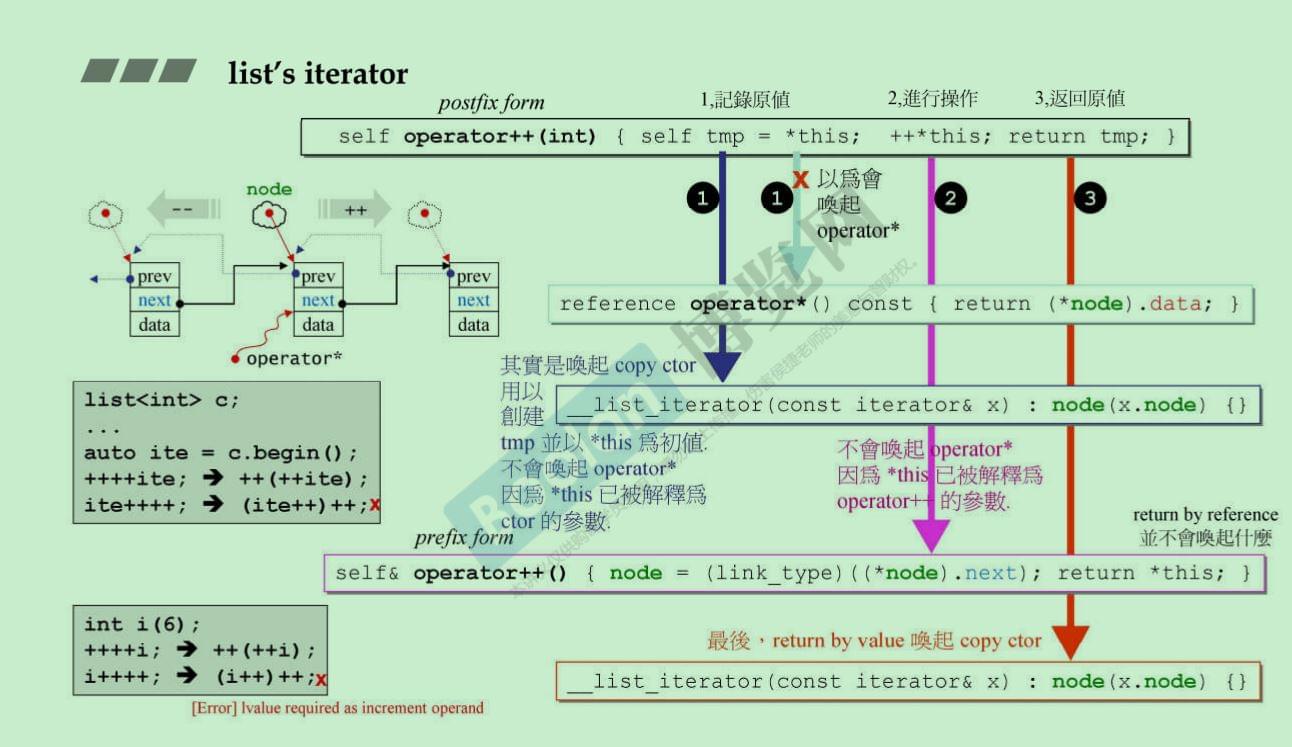 list's iterator
postfix form
1,記錄原值
2,進行操作
3,返回原值
self operator++(int) { self tmp = *this; ++*this; return tmp; }
1
1
x 以爲會
喚起
operator*
2
3
node
--
++
prev
next
data
prev
next
data
prev
next
data
operator*
reference operator*() const { return (*node).data; }
其實是喚起 copy ctor
用以
創建
tmp 並以 *this 爲初值.
不會喚起 operator*
因爲 *this 已被解釋爲
ctor 的參數.
__list_iterator(const iterator& x) : node(x.node) {}
不會喚起 operator*
因爲 *this 已被解釋爲
operator++ 的參數.
list<int> c;
...
auto ite = c.begin();
++++ite; ➔ ++(++ite);
ite++++; ➔ (ite++)++;x
return by reference
並不會喚起什麼
prefix form
self& operator++() { node = (link_type)((*node).next); return *this; }
int i(6);
++++i; ➔ ++(++i);
i++++; ➔ (i++)++;x
[Error] lvalue required as increment operand
最後，return by value 喚起 copy ctor
__list_iterator(const iterator& x) : node(x.node) {}
Boolan
博览网